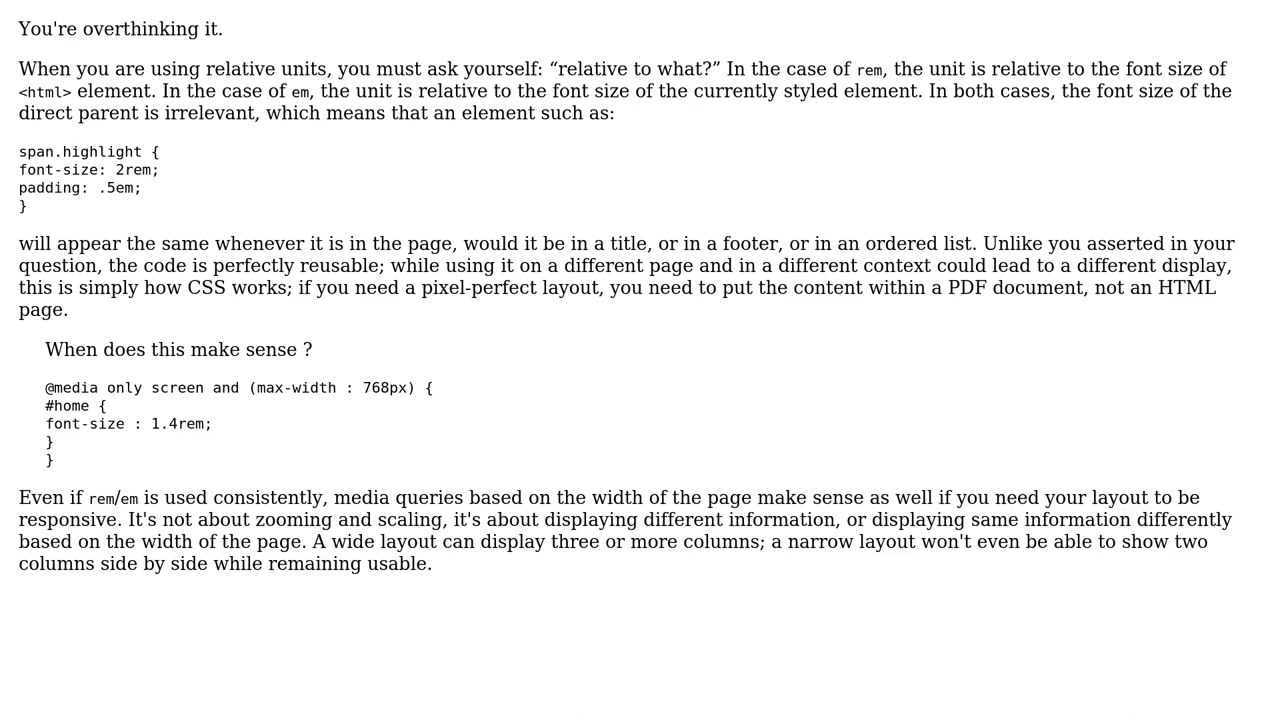 You're overthinking it.
When you are using relative units, you must ask yourself: “relative to what?” In the case of rem, the unit is relative to the font size of
<html> element. In the case of em, the unit is relative to the font size of the currently styled element. In both cases, the font size of the
direct parent is irrelevant, which means that an element such as:
span.highlight {
font-size: 2rem;
padding: .5em;
}
will appear the same whenever it is in the page, would it be in a title, or in a footer, or in an ordered list. Unlike you asserted in your
question, the code is perfectly reusable; while using it on a different page and in a different context could lead to a different display,
this is simply how CSS works; if you need a pixel-perfect layout, you need to put the content within a PDF document, not an HTML
page.
When does this make sense ?
@media only screen and (max-width : 768px) {
#home {
font-size : 1.4rem;
}
}
Even if rem/em is used consistently, media queries based on the width of the page make sense as well if you need your layout to be
responsive. It's not about zooming and scaling, it's about displaying different information, or displaying same information differently
based on the width of the page. A wide layout can display three or more columns; a narrow layout won't even be able to show two
columns side by side while remaining usable.